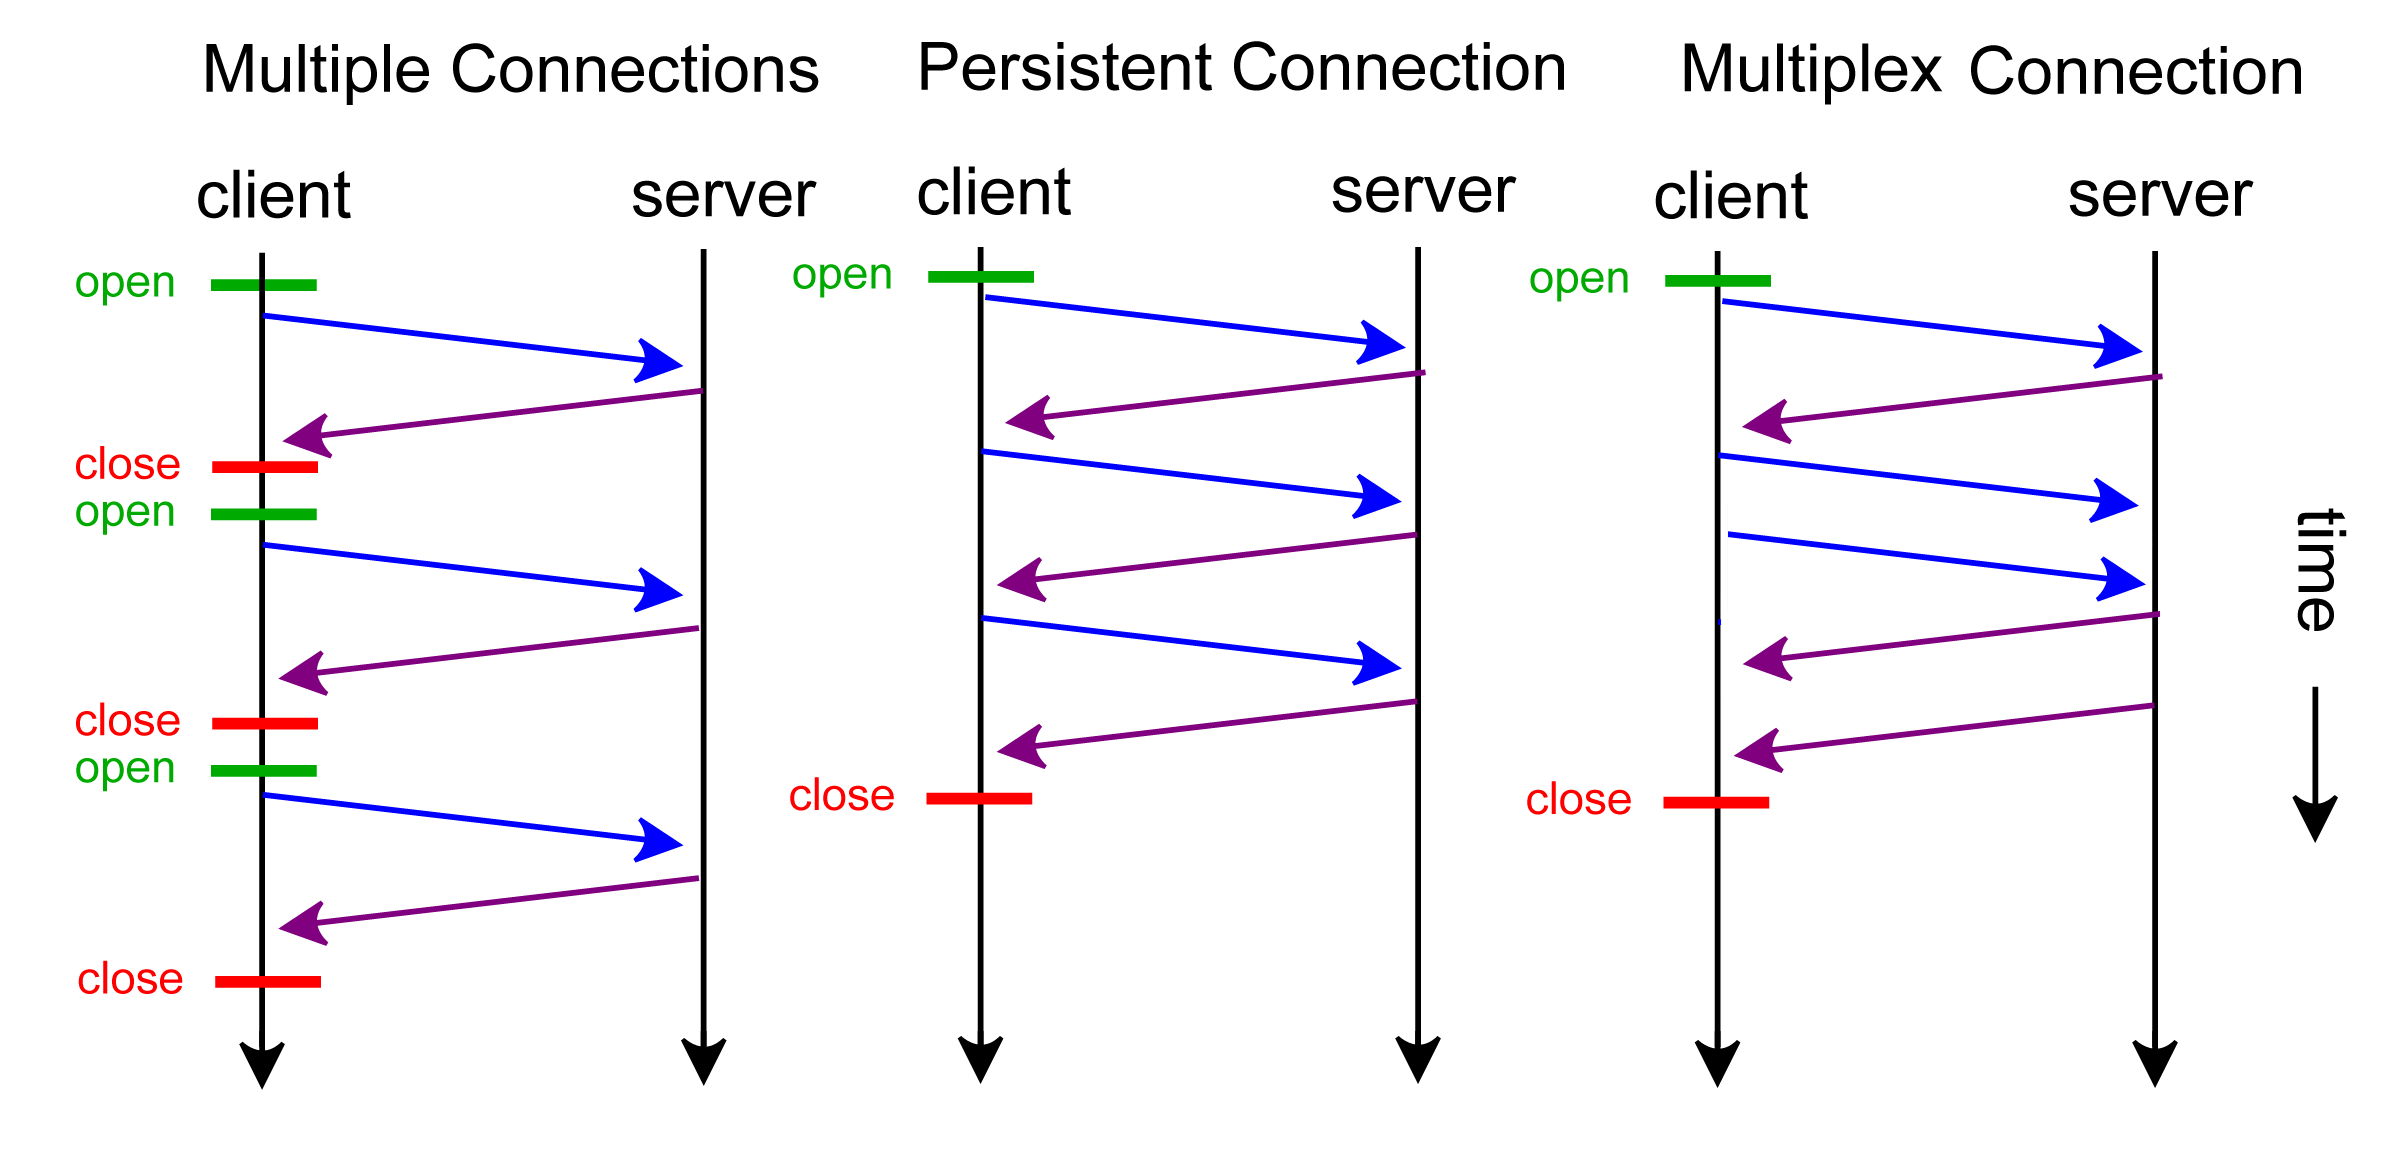 Multiple Connections
Persistent Connection
Multiplex Connection
client
server
client
server
client
server
open
close
open
close
open
close
open
close
open
close
time